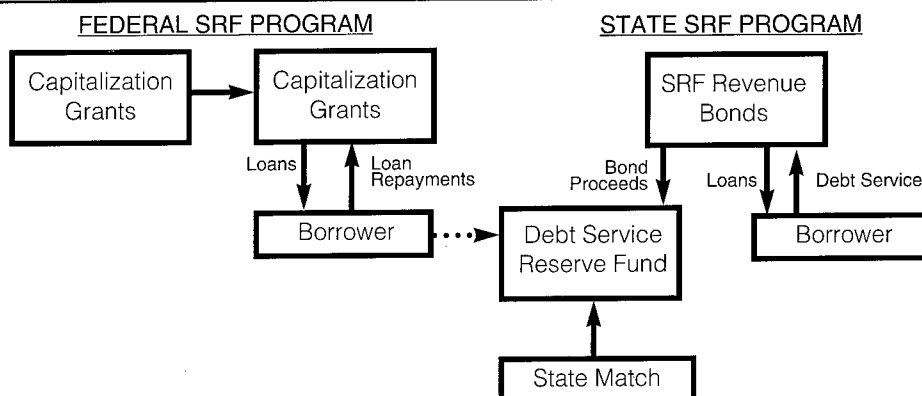 FEDERAL SRF PROGRAM
STATE SRF PROGRAM
Capitalization
Grants
Capitalization
Grants
SRF Revenue
Bonds
Loans
Loan
Repayments
Bond
Proceeds
Loans
Debt Service
Borrower
Debt Service
Reserve Fund
Borrower
State Match